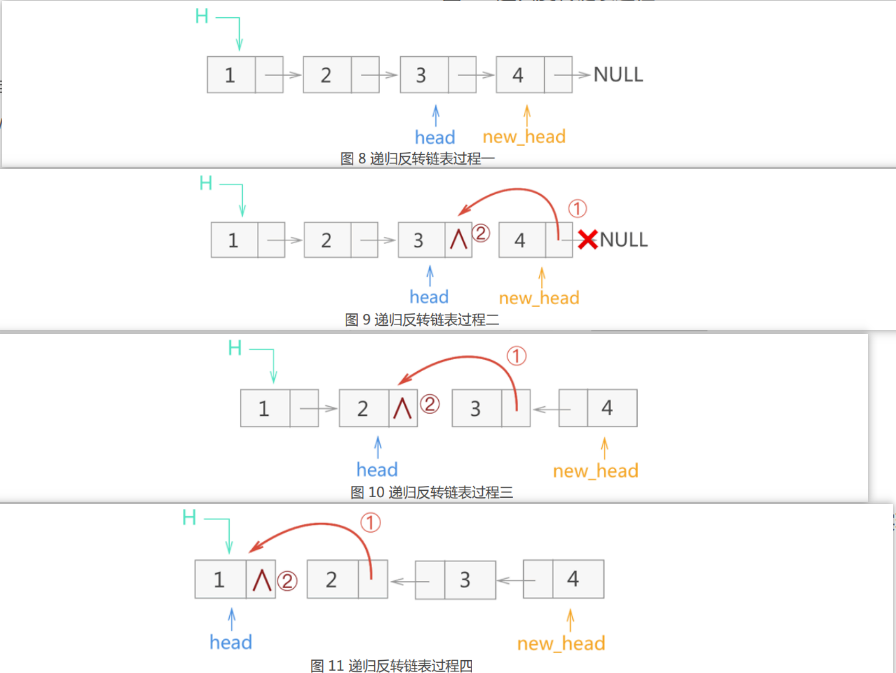 H
1 2 3 4 NULL
head new_head
图 8 递归反转链表过程一
H
①
1 2 3 ∧ ② 4 NULL
head new_head
图 9 递归反转链表过程二
H
①
1 2 ∧ ② 3 4
head new_head
图 10 递归反转链表过程三
H
①
1 ∧ ② 2 3 4
head new_head
图 11 递归反转链表过程四